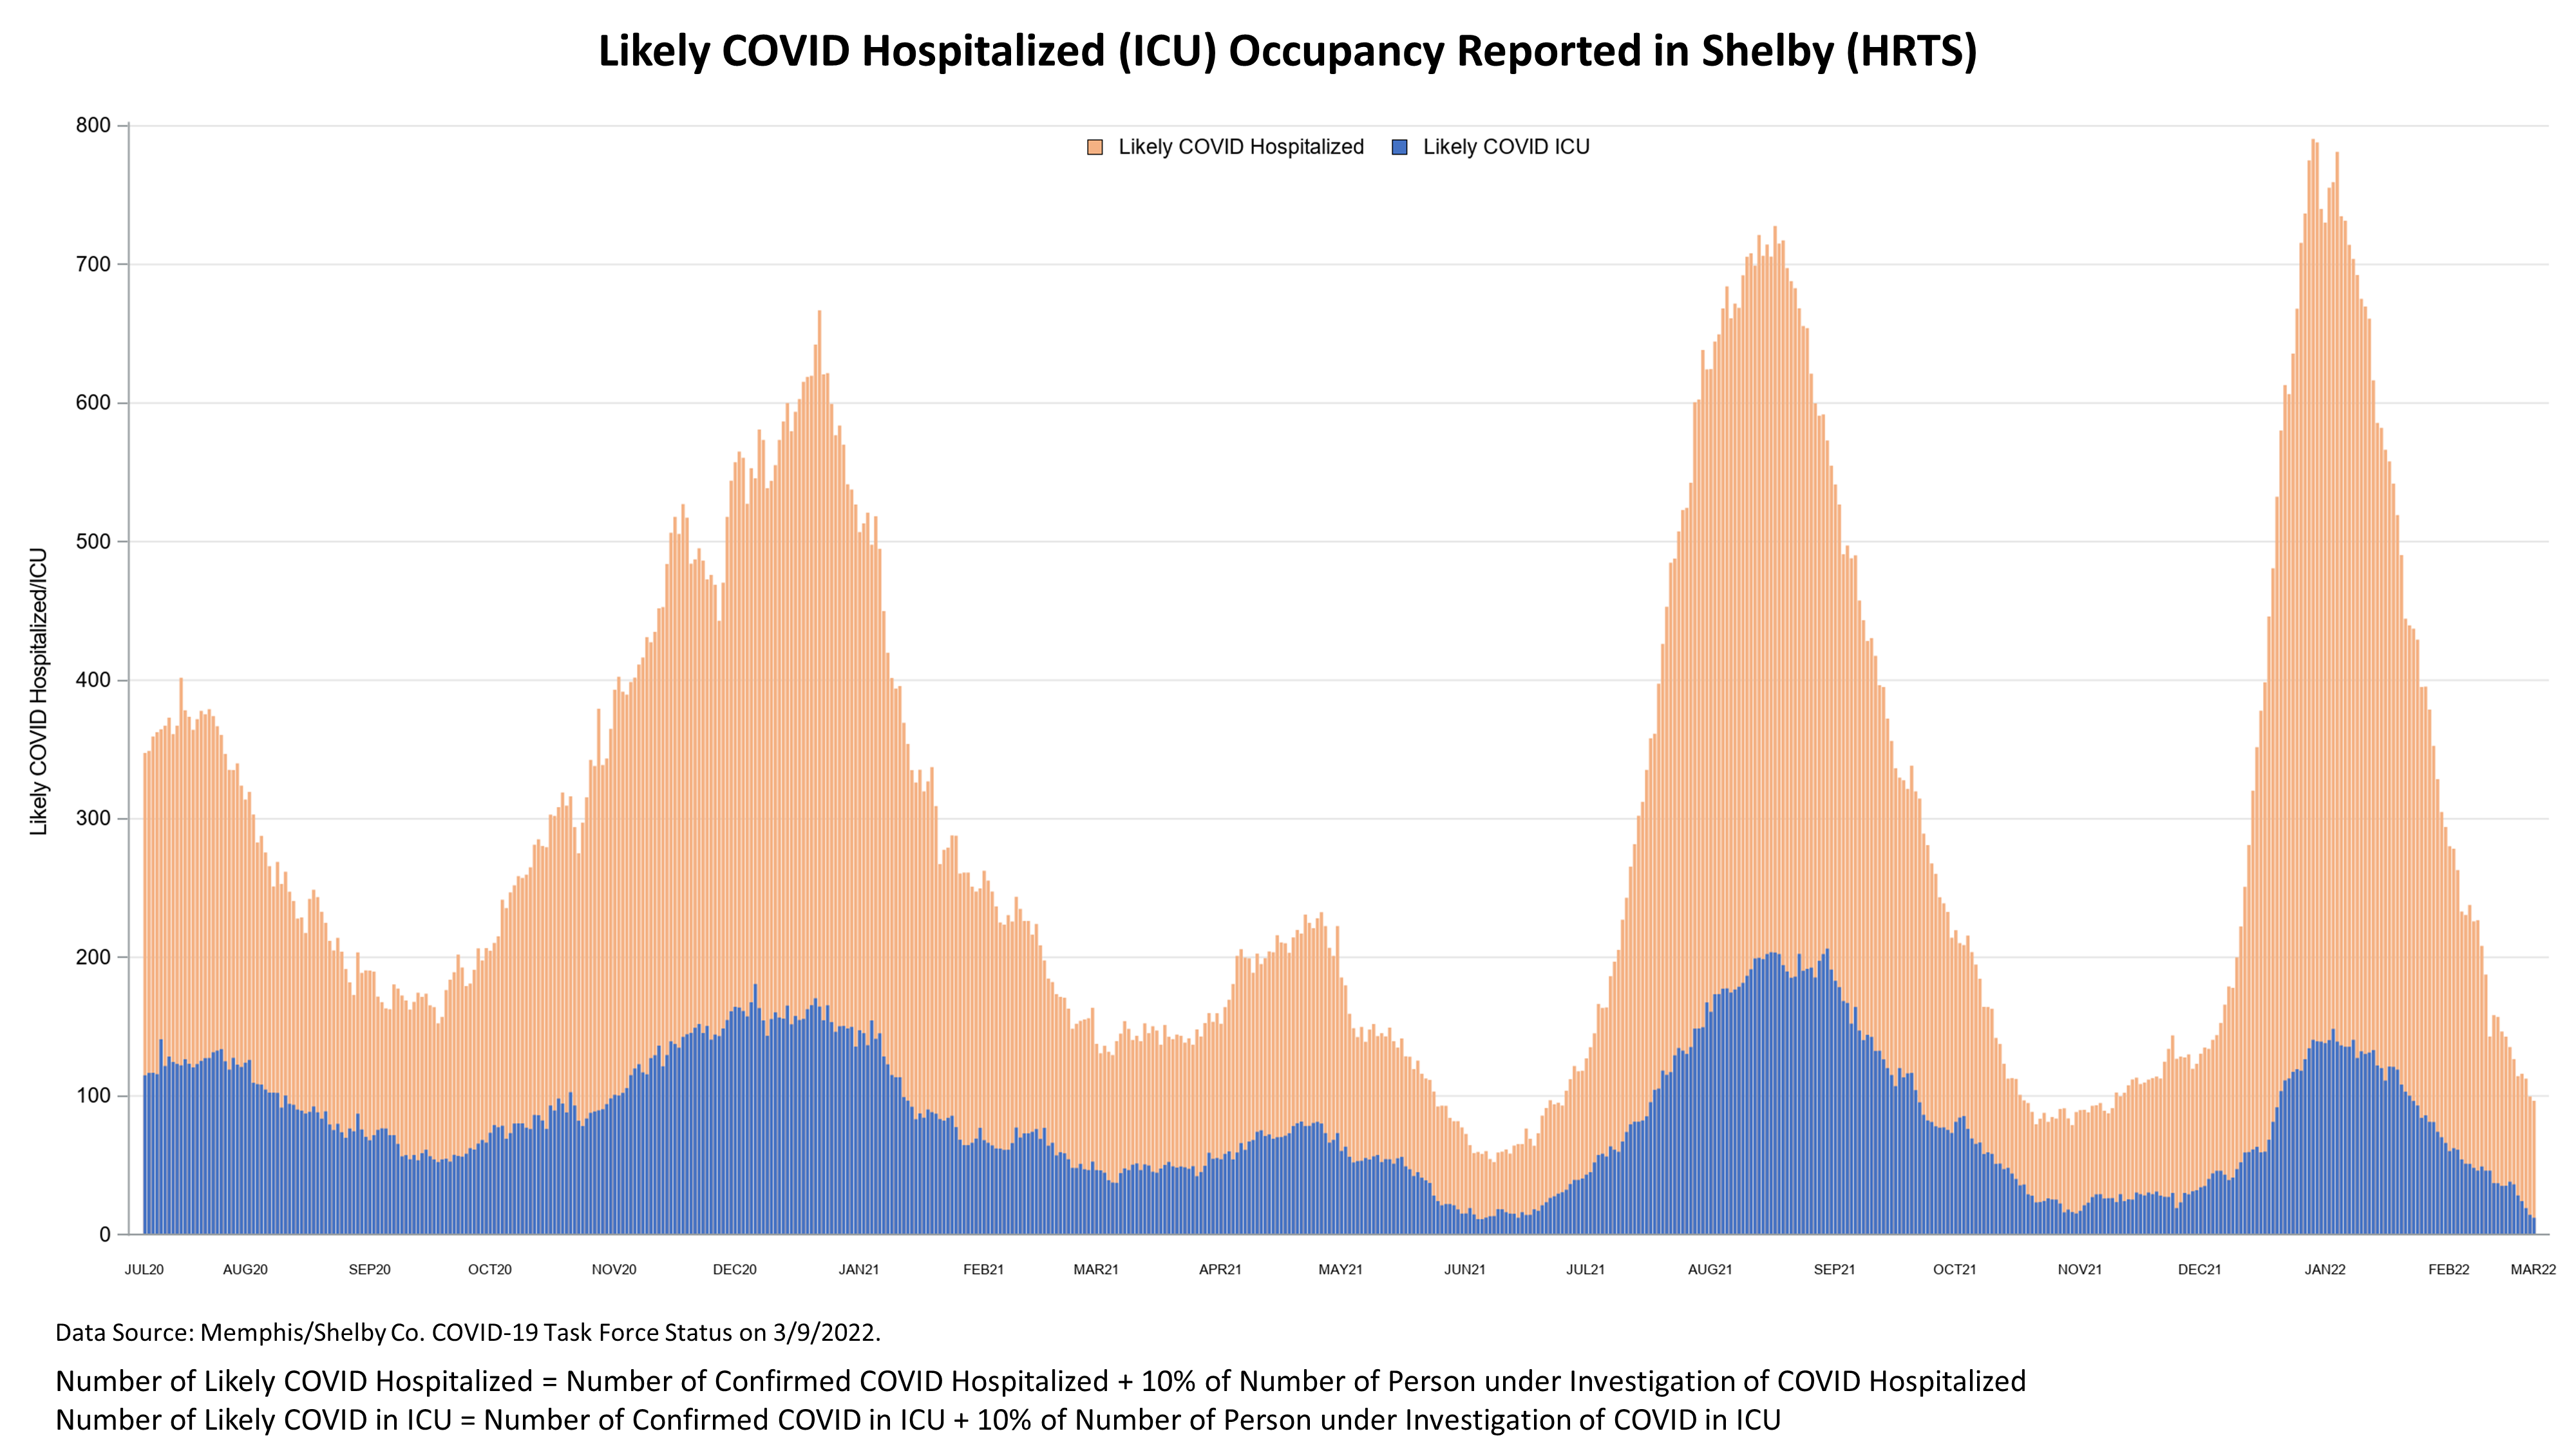 Likely COVID Hospitalized (ICU) Occupancy Reported in Shelby (HRTS)
Likely COVID Hospitalized Likely COVID ICU
Likely COVID Hospitalized/ICU
800
700
600
500
400
300
200
100
0
JUL20 AUG20 SEP20 OCT20 NOV20 DEC20 JAN21 FEB21 MAR21 APR21 MAY21 JUN21 JUL21 AUG21 SEP21 OCT21 NOV21 DEC21 JAN22 FEB22 MAR22
Data Source: Memphis/Shelby Co. COVID-19 Task Force Status on 3/9/2022.
Number of Likely COVID Hospitalized = Number of Confirmed COVID Hospitalized + 10% of Number of Person under Investigation of COVID Hospitalized
Number of Likely COVID in ICU = Number of Confirmed COVID in ICU + 10% of Number of Person under Investigation of COVID in ICU